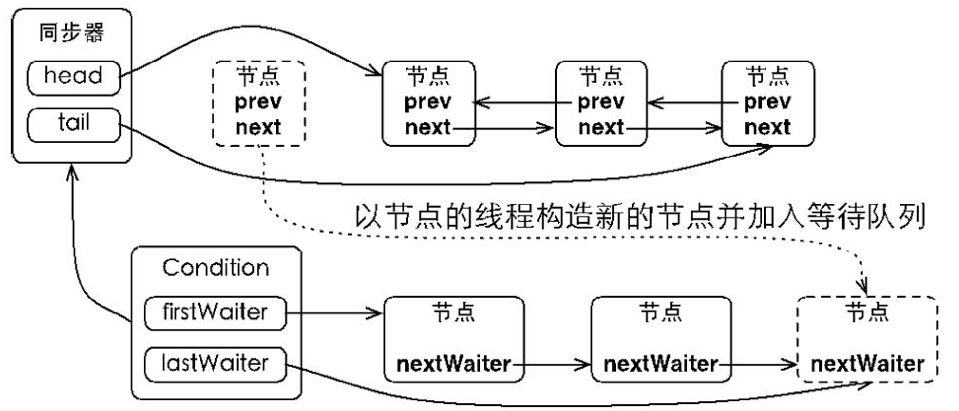 同步器
head
tail
节点
prev
next
节点
prev
next
节点
prev
next
节点
prev
next
以节点的线程构造新的节点并加入等待队列
Condition
firstWaiter
lastWaiter
节点
nextWaiter
节点
nextWaiter
节点
nextWaiter